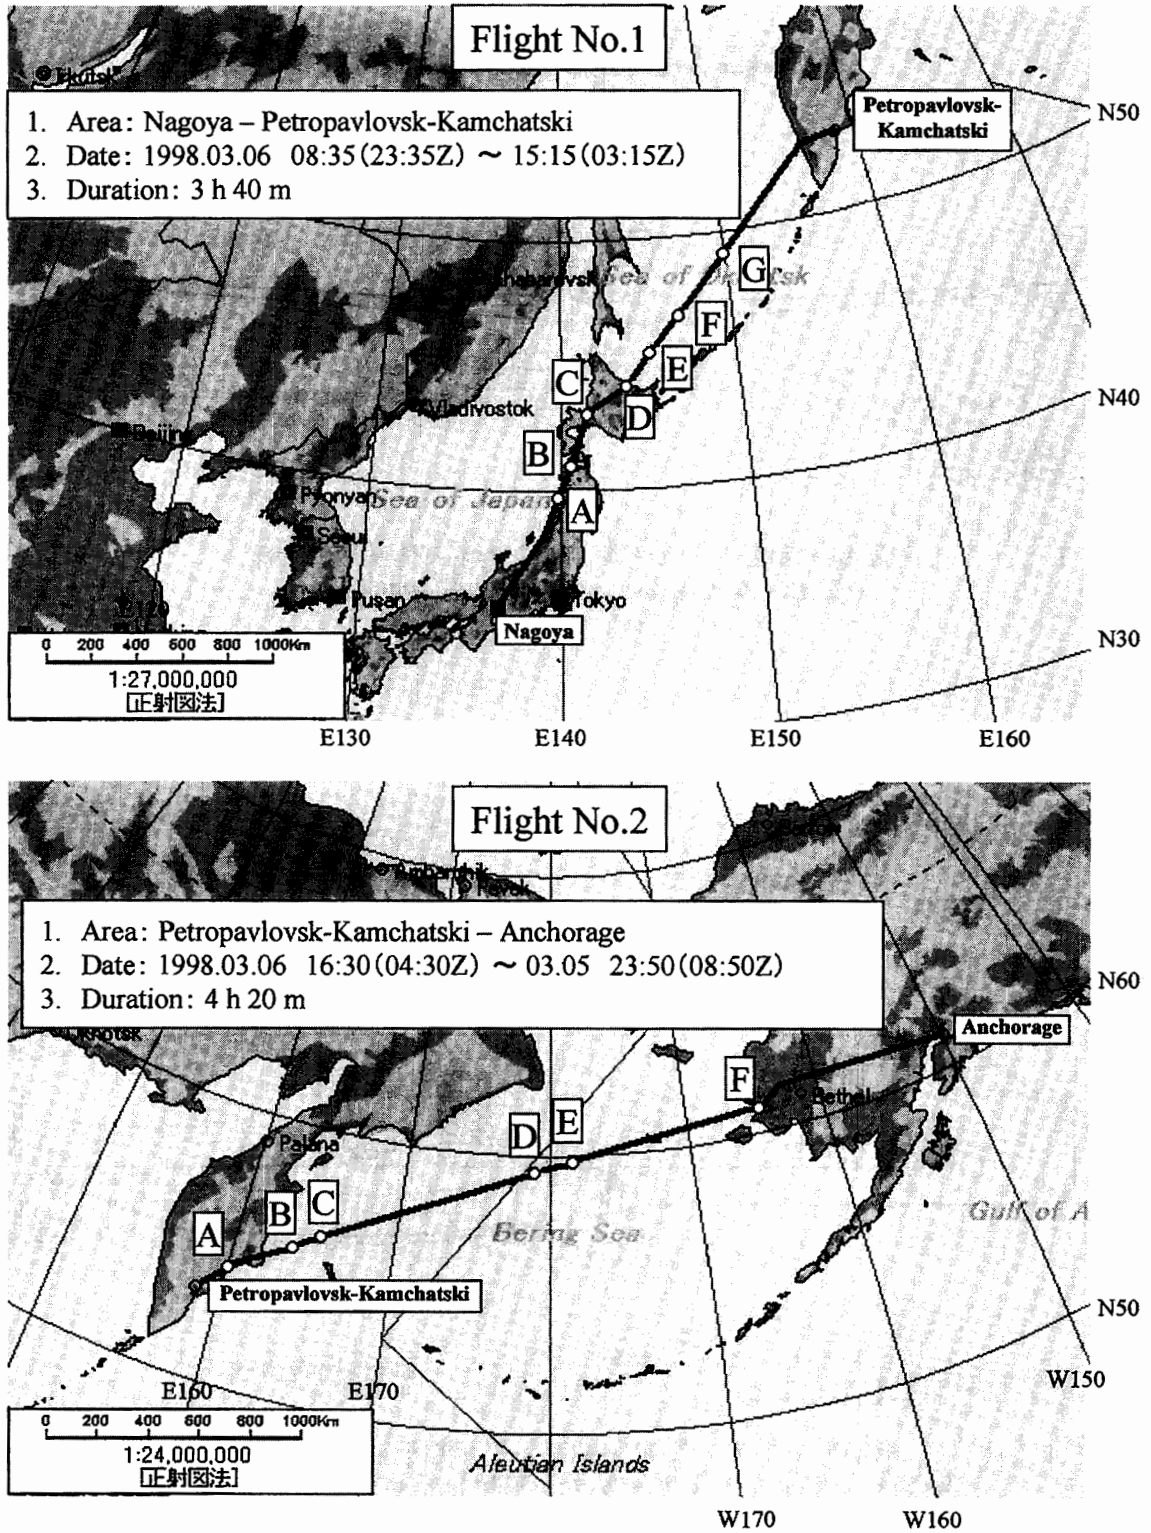 Flight No.1
1. Area: Nagoya – Petropavlovsk-Kamchatski
2. Date: 1998.03.06 08:35(23:35Z) ～ 15:15(03:15Z)
3. Duration: 3 h 40 m
Petropavlovsk-
Kamchatski
N50
Sea of Okhotsk
G
F
E
C
D
Vladivostok
N40
Beijing
B
Pyonyan
Sea of Japan
A
Seoul
Pusan
Tokyo
Nagoya
N30
0 200 400 600 800 1000Km
1:27,000,000
[正射図法]
E130
E140
E150
E160
Flight No.2
1. Area: Petropavlovsk-Kamchatski – Anchorage
2. Date: 1998.03.06 16:30(04:30Z) ～ 03.05 23:50(08:50Z)
3. Duration: 4 h 20 m
N60
Anchorage
F
Bethel
D
E
Palana
A
B
C
Bering Sea
Gulf of A
Petropavlovsk-Kamchatski
N50
W150
E160
E170
0 200 400 600 800 1000Km
1:24,000,000
[正射図法]
Aleutian Islands
W170
W160